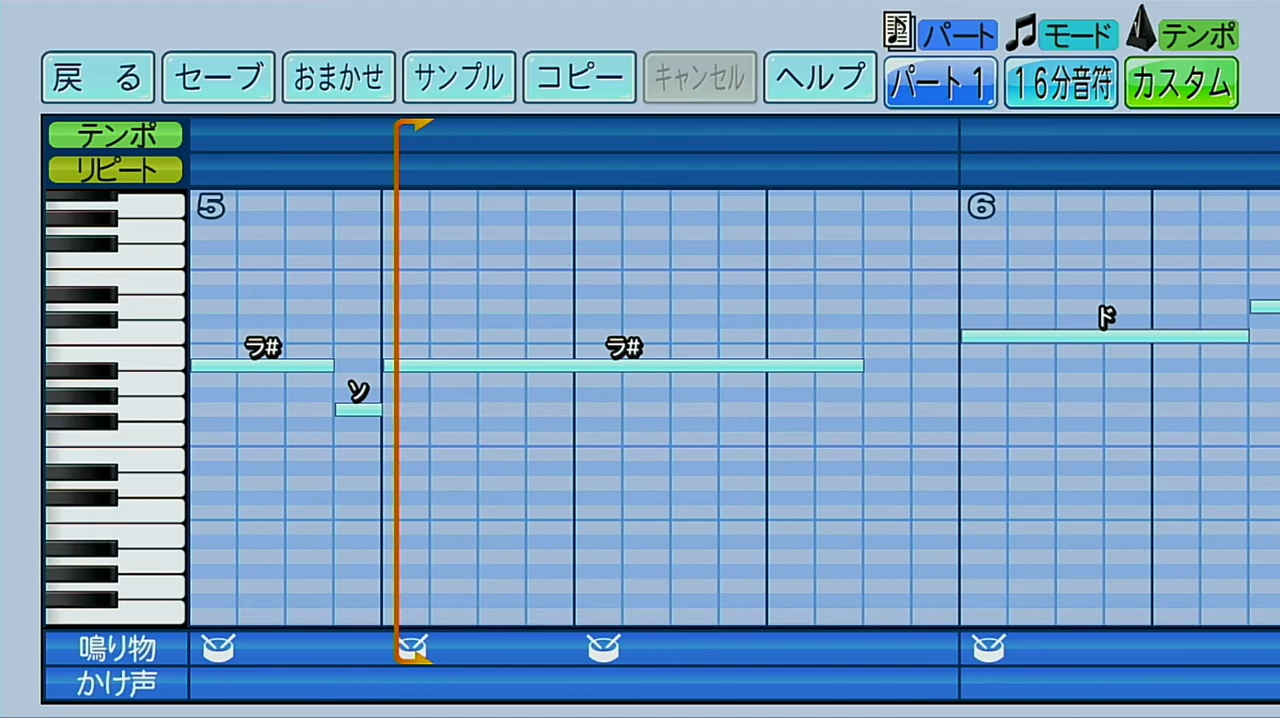 パート モード テンポ
戻る セーブ おまかせ サンプル コピー キャンセル ヘルプ パート1 16分音符 カスタム
テンポ
リピート
5 6
ド
ラ# ラ#
ソ
鳴り物
かけ声